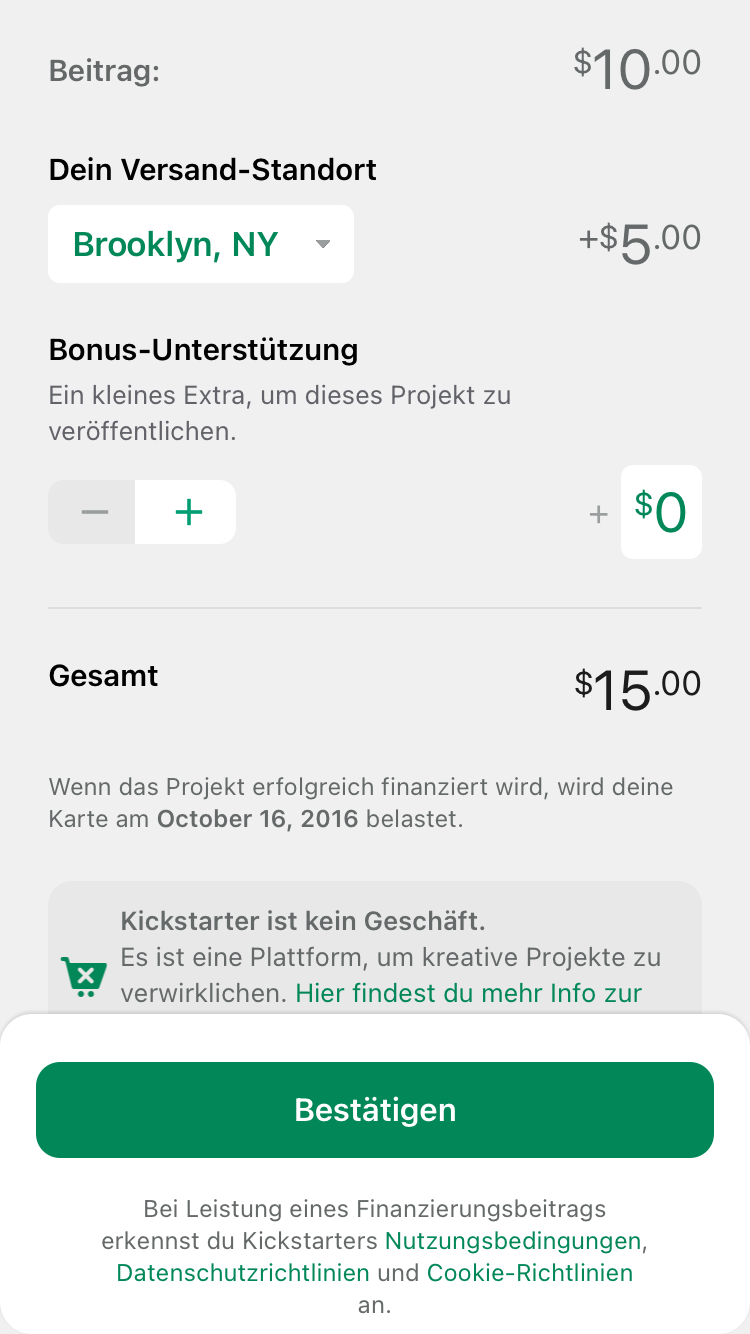 Beitrag: $10.00
Dein Versand-Standort
Brooklyn, NY +$5.00
Bonus-Unterstützung
Ein kleines Extra, um dieses Projekt zu
veröffentlichen.
− + + $0
Gesamt $15.00
Wenn das Projekt erfolgreich finanziert wird, wird deine
Karte am October 16, 2016 belastet.
Kickstarter ist kein Geschäft.
Es ist eine Plattform, um kreative Projekte zu
verwirklichen. Hier findest du mehr Info zur
Bestätigen
Bei Leistung eines Finanzierungsbeitrags
erkennst du Kickstarters Nutzungsbedingungen,
Datenschutzrichtlinien und Cookie-Richtlinien
an.